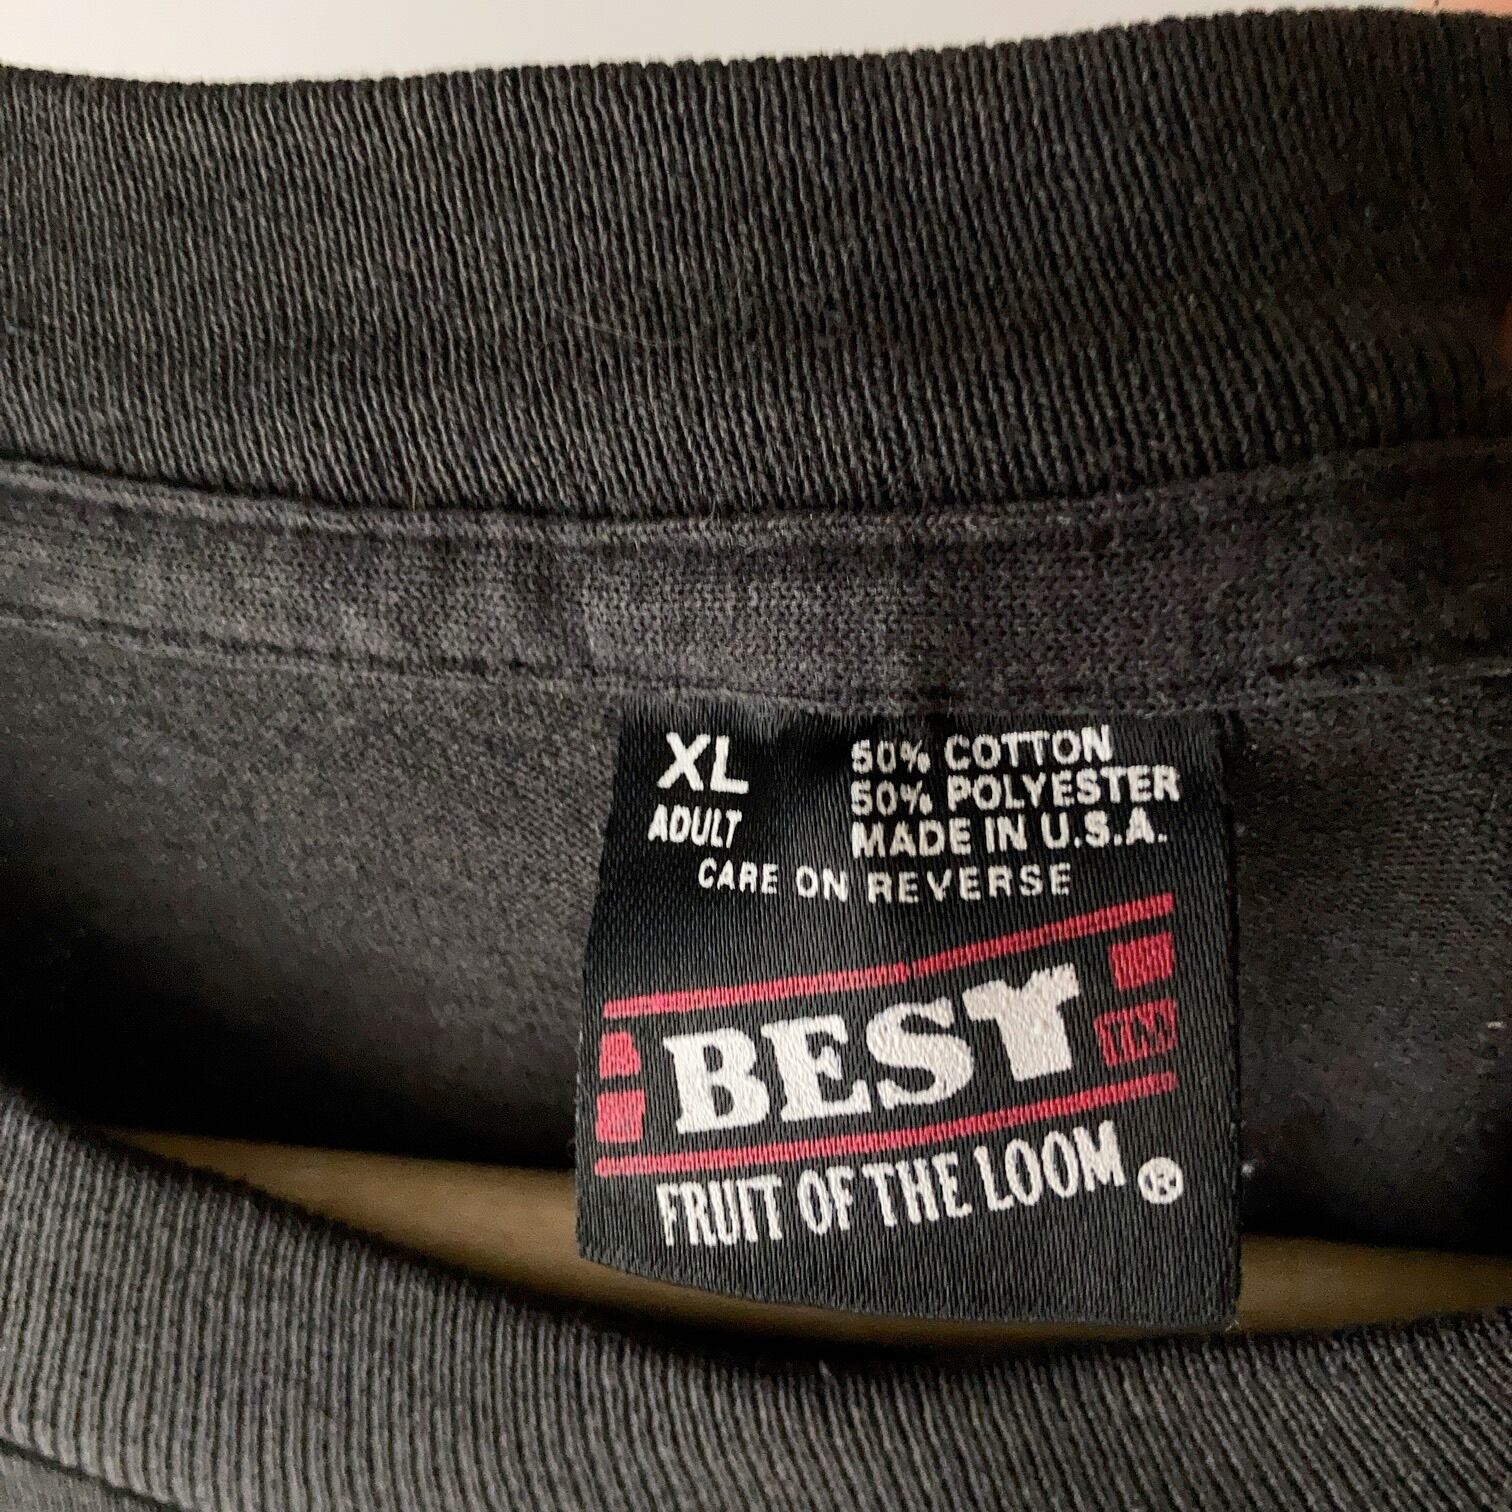 XL
ADULT
50% COTTON
50% POLYESTER
MADE IN U.S.A.
CARE ON REVERSE
BEST
TM
FRUIT OF THE LOOM ®